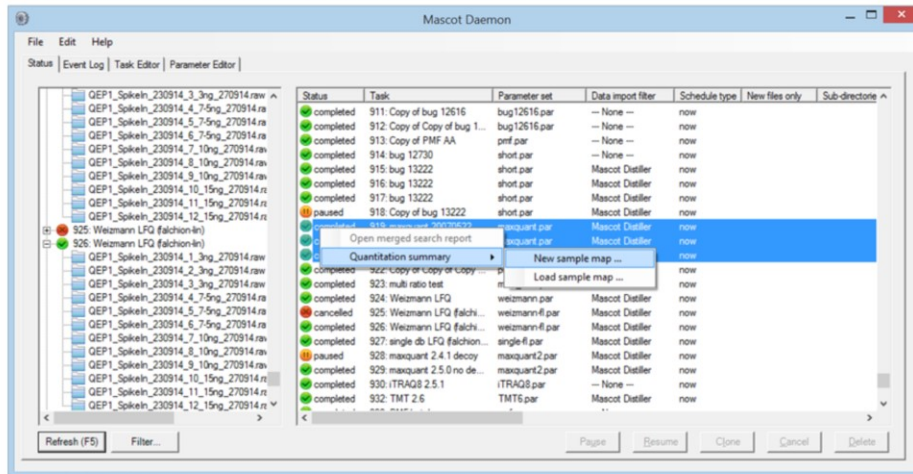 Mascot Daemon
File Edit Help
Status Event Log Task Editor Parameter Editor
QEP1_SpikeIn_230914_3_3ng_270914.raw
QEP1_SpikeIn_230914_4_7-5ng_270914.ra
QEP1_SpikeIn_230914_5_7-5ng_270914.ra
QEP1_SpikeIn_230914_6_7-5ng_270914.ra
QEP1_SpikeIn_230914_7_10ng_270914.rav
QEP1_SpikeIn_230914_8_10ng_270914.rav
QEP1_SpikeIn_230914_9_10ng_270914.rav
QEP1_SpikeIn_230914_10_15ng_270914.ra
QEP1_SpikeIn_230914_11_15ng_270914.ra
QEP1_SpikeIn_230914_12_15ng_270914.ra
925: Weizmann LFQ (falchion-lin)
926: Weizmann LFQ (falchion-lin)
QEP1_SpikeIn_230914_1_3ng_270914.raw
QEP1_SpikeIn_230914_2_3ng_270914.raw
QEP1_SpikeIn_230914_3_3ng_270914.raw
QEP1_SpikeIn_230914_4_7-5ng_270914.ra
QEP1_SpikeIn_230914_5_7-5ng_270914.ra
QEP1_SpikeIn_230914_6_7-5ng_270914.ra
QEP1_SpikeIn_230914_7_10ng_270914.rav
QEP1_SpikeIn_230914_8_10ng_270914.rav
QEP1_SpikeIn_230914_9_10ng_270914.rav
QEP1_SpikeIn_230914_10_15ng_270914.ra
QEP1_SpikeIn_230914_11_15ng_270914.ra
QEP1_SpikeIn_230914_12_15ng_270914.ra
Status Task Parameter set Data import filter Schedule type New files only Sub-directorie
completed 911: Copy of bug 12616 bug12616.par --- None --- now
completed 912: Copy of Copy of bug 1... bug12616.par --- None --- now
completed 913: Copy of PMF AA pmf.par --- None --- now
completed 914: bug 12730 short.par --- None --- now
completed 915: bug 13222 short.par Mascot Distiller now
completed 916: bug 13222 short.par Mascot Distiller now
completed 917: bug 13222 short.par Mascot Distiller now
paused 918: Copy of bug 13222 short.par Mascot Distiller now
completed 919: maxquant 20070522 maxquant.par Mascot Distiller now
maxquant.par Mascot Distiller now
now
Open merged search report
Quantitation summary
New sample map ...
Load sample map ...
completed 922: Copy of Copy of Copy ... now
completed 923: multi ratio test now
completed 924: Weizmann LFQ weizmann.par Mascot Distiller now
cancelled 925: Weizmann LFQ (falchi... weizmann-fl.par Mascot Distiller now
completed 926: Weizmann LFQ (falchi... weizmann-fl.par Mascot Distiller now
completed 927: single db LFQ (falchion... single-fl.par Mascot Distiller now
paused 928: maxquant 2.4.1 decoy maxquant2.par Mascot Distiller now
completed 929: maxquant 2.5.0 no de... maxquant2.par Mascot Distiller now
completed 930: iTRAQ8 2.5.1 iTRAQ8.par --- None --- now
completed 932: TMT 2.6 TMT6.par Mascot Distiller now
Refresh (F5) Filter... Pause Resume Clone Cancel Delete